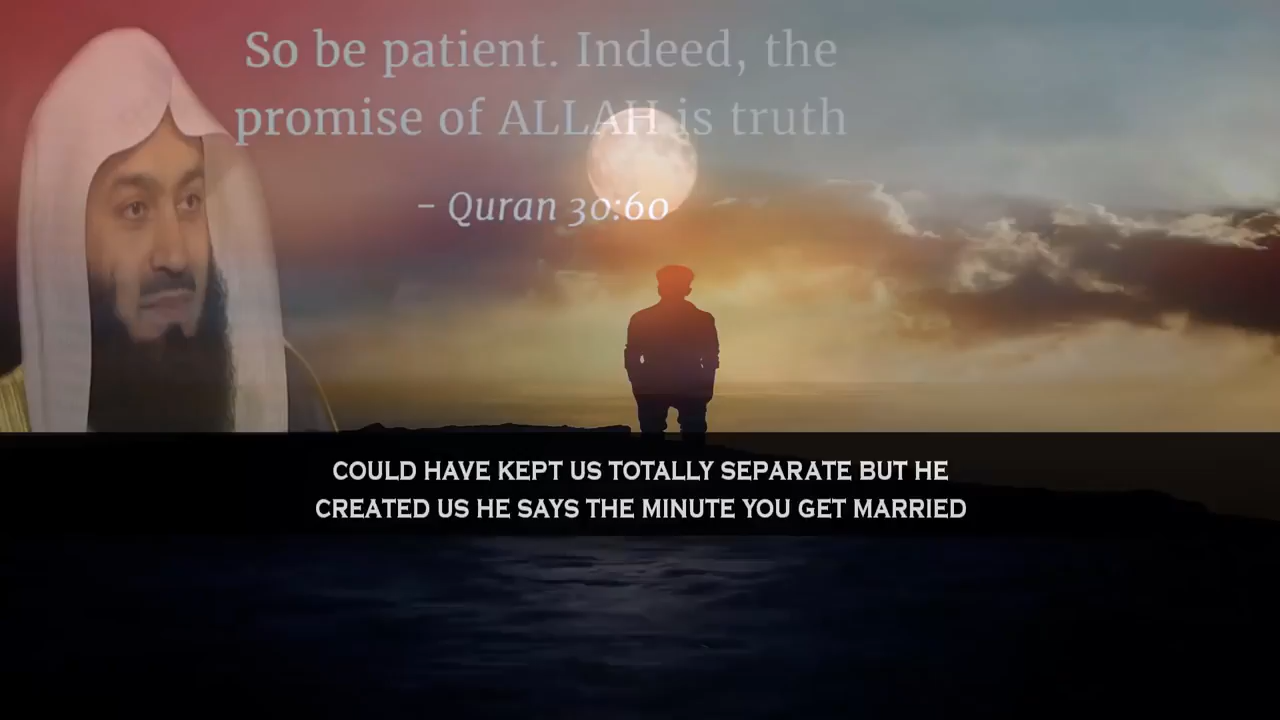 So be patient. Indeed, the
promise of ALLAH is truth
- Quran 30:60
COULD HAVE KEPT US TOTALLY SEPARATE BUT HE
CREATED US HE SAYS THE MINUTE YOU GET MARRIED